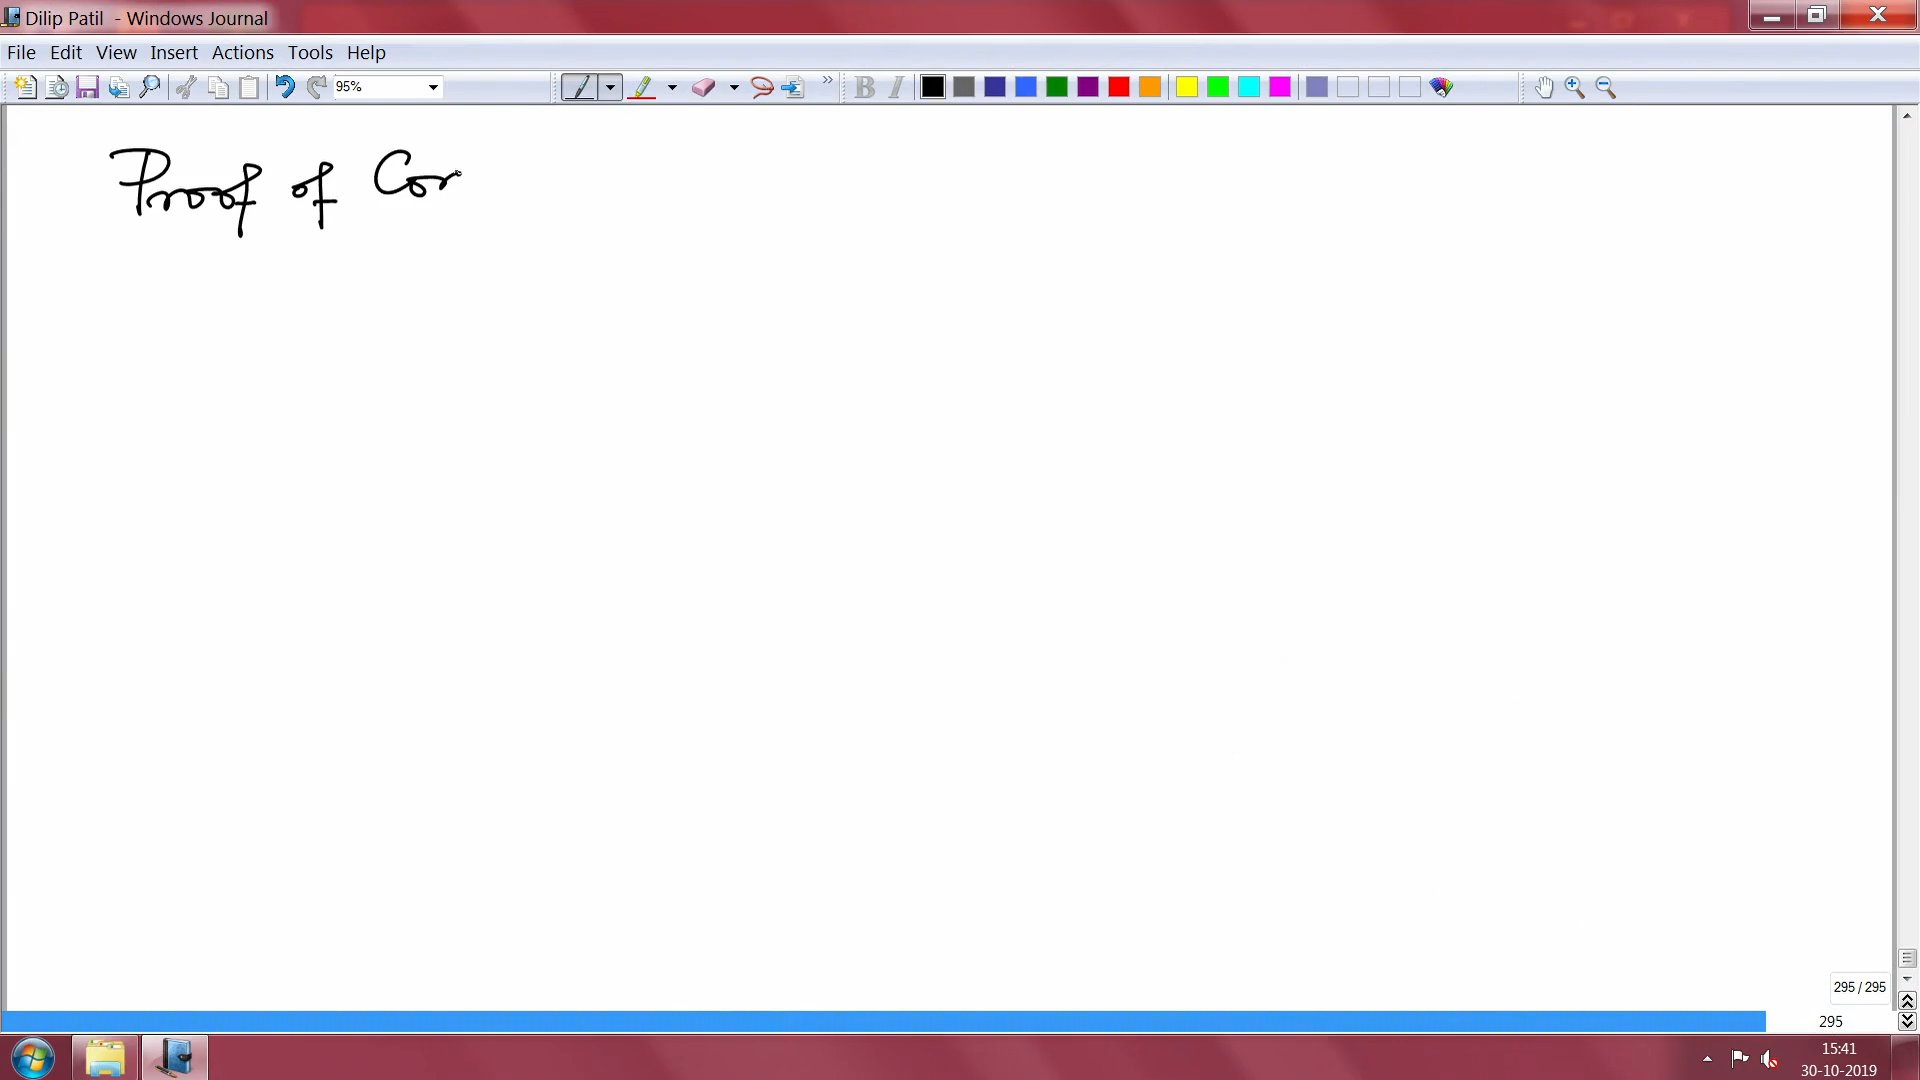 Dilip Patil - Windows Journal
File Edit View Insert Actions Tools Help
95% B I
Proof of Cor
295 / 295
295
15:41
30-10-2019